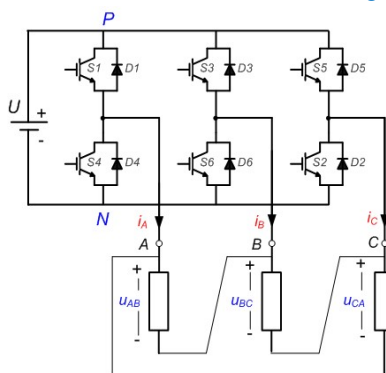 P
S1 D1 S3 D3 S5 D5
U + -
S4 D4 S6 D6 S2 D2
N
iA iB iC
A B C
+ + +
uAB uBC uCA
- - -